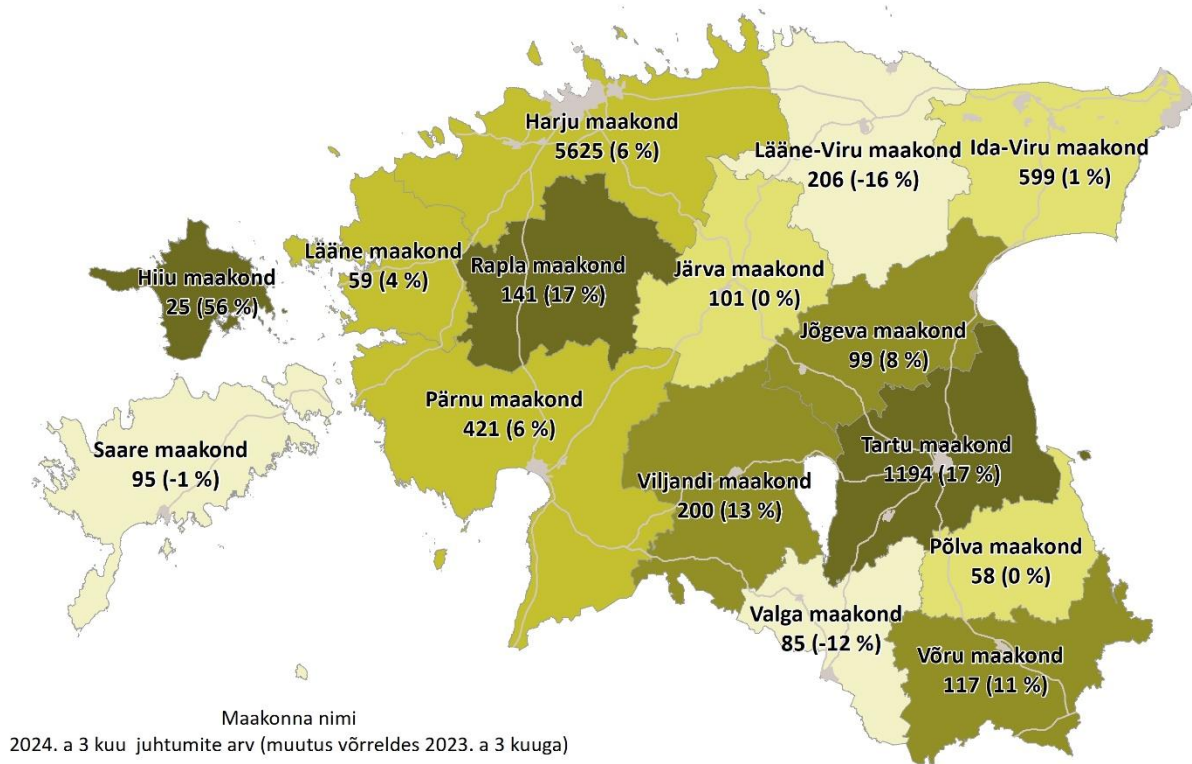 Harju maakond
5625 (6 %)
Lääne-Viru maakond
206 (-16 %)
Ida-Viru maakond
599 (1 %)
Hiiu maakond
25 (56 %)
Lääne maakond
59 (4 %)
Rapla maakond
141 (17 %)
Järva maakond
101 (0 %)
Jõgeva maakond
99 (8 %)
Pärnu maakond
421 (6 %)
Saare maakond
95 (-1 %)
Viljandi maakond
200 (13 %)
Tartu maakond
1194 (17 %)
Põlva maakond
58 (0 %)
Valga maakond
85 (-12 %)
Võru maakond
117 (11 %)
Maakonna nimi
2024. a 3 kuu juhtumite arv (muutus võrreldes 2023. a 3 kuuga)